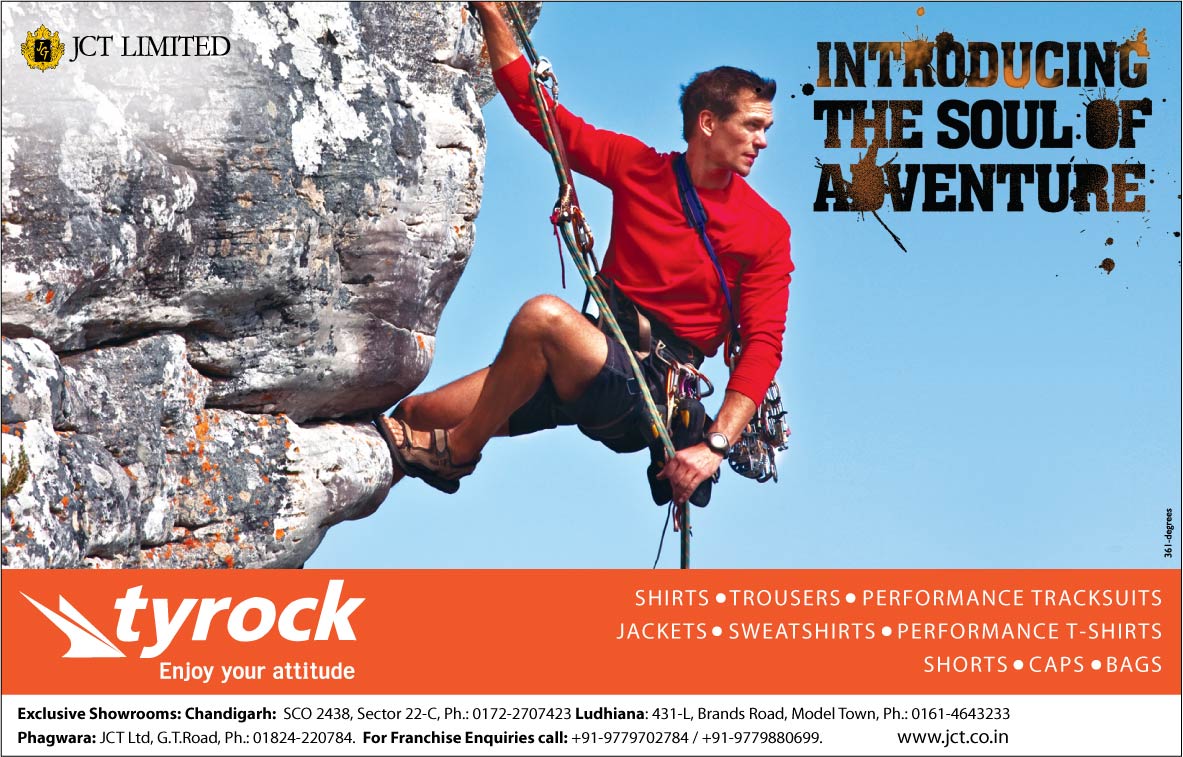 JCT LIMITED
INTRODUCING
THE SOUL OF
ADVENTURE
361-degrees
tyrock
Enjoy your attitude
SHIRTS • TROUSERS • PERFORMANCE TRACKSUITS
JACKETS • SWEATSHIRTS • PERFORMANCE T-SHIRTS
SHORTS • CAPS • BAGS
Exclusive Showrooms: Chandigarh: SCO 2438, Sector 22-C, Ph.: 0172-2707423 Ludhiana: 431-L, Brands Road, Model Town, Ph.: 0161-4643233
Phagwara: JCT Ltd, G.T.Road, Ph.: 01824-220784. For Franchise Enquiries call: +91-9779702784 / +91-9779880699. www.jct.co.in